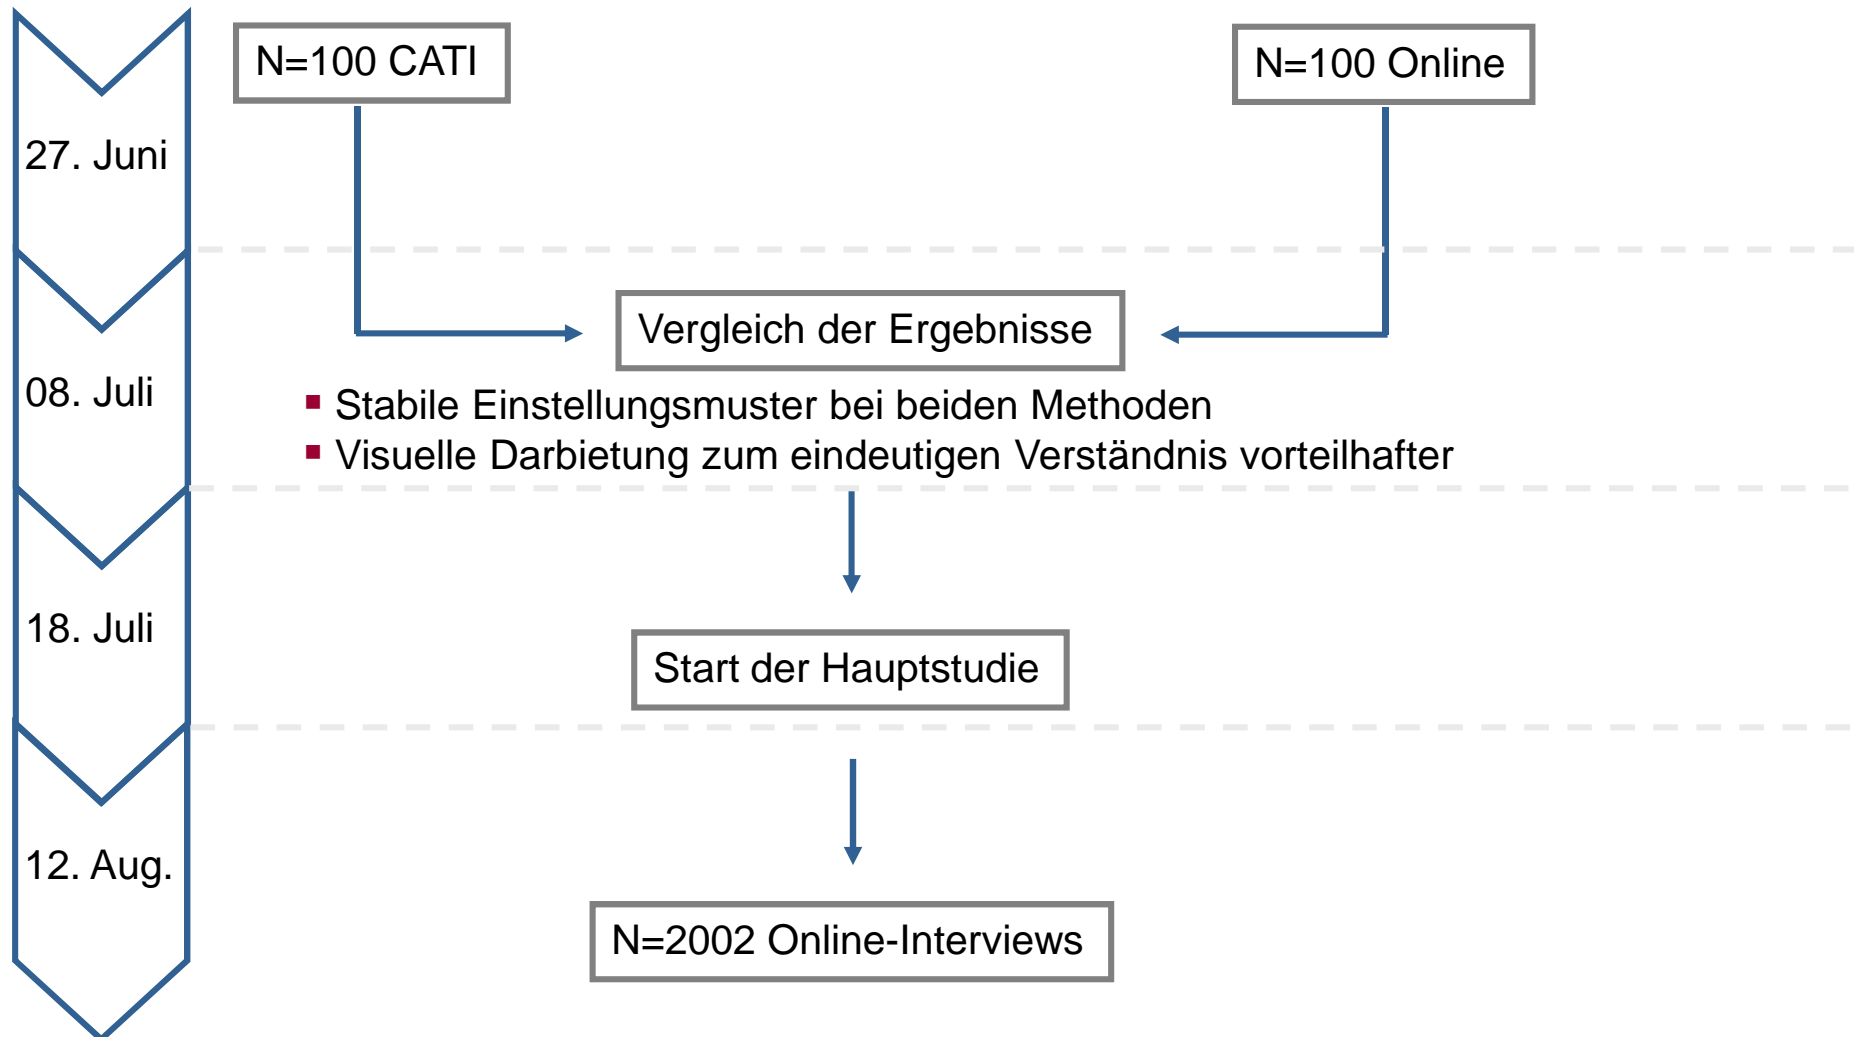 N=100 CATI
N=100 Online
27. Juni
Vergleich der Ergebnisse
08. Juli
▪ Stabile Einstellungsmuster bei beiden Methoden
▪ Visuelle Darbietung zum eindeutigen Verständnis vorteilhafter
18. Juli
Start der Hauptstudie
12. Aug.
N=2002 Online-Interviews